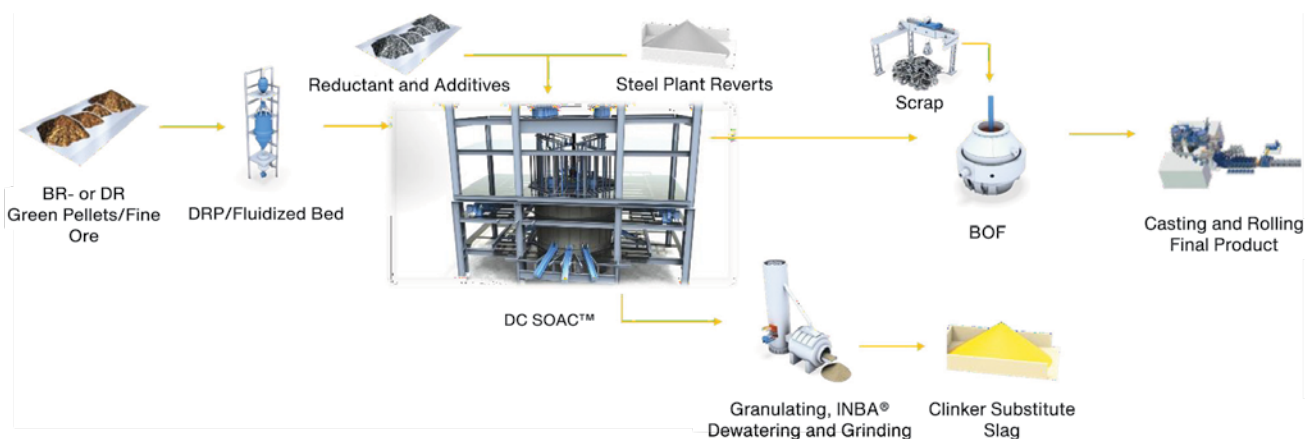 Reductant and Additives
Steel Plant Reverts
Scrap
BR- or DR
Green Pellets/Fine
Ore
DRP/Fluidized Bed
BOF
Casting and Rolling
Final Product
DC SOAC™
Granulating, INBA®
Dewatering and Grinding
Clinker Substitute
Slag